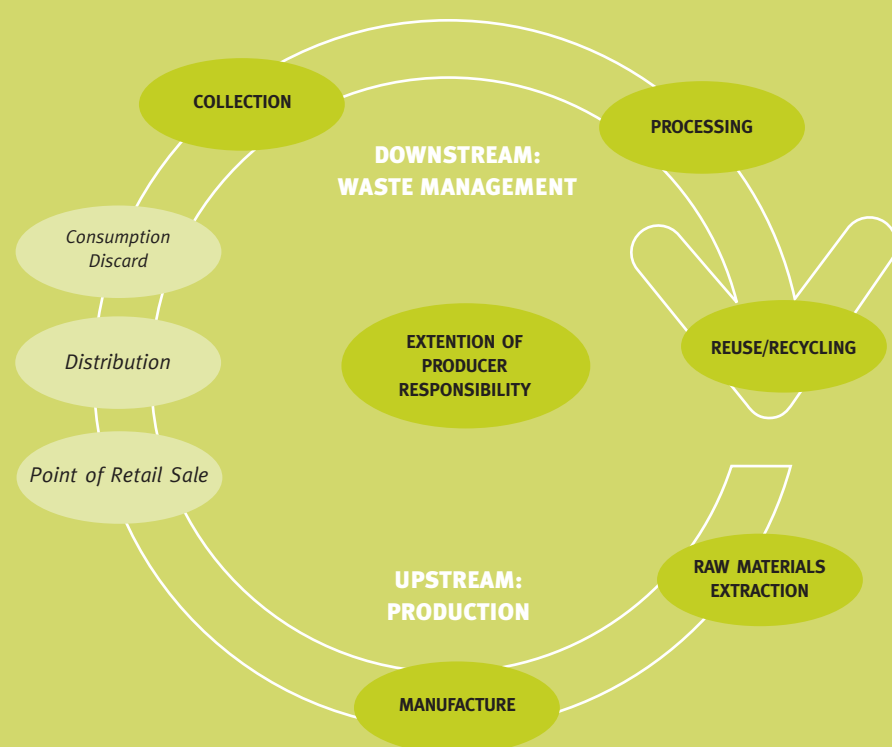 COLLECTION
PROCESSING
DOWNSTREAM:
WASTE MANAGEMENT
Consumption
Discard
Distribution
Point of Retail Sale
EXTENTION OF
PRODUCER
RESPONSIBILITY
REUSE/RECYCLING
UPSTREAM:
PRODUCTION
RAW MATERIALS
EXTRACTION
MANUFACTURE